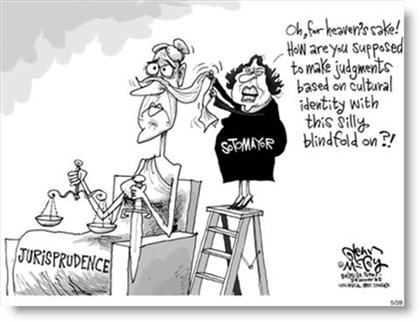 Oh, for heaven's sake!
How are you supposed
to make judgments
based on cultural
identity with
this silly
blindfold on?!
SOTOMAYOR
JURISPRUDENCE
©Glenn
McCoy
5/28